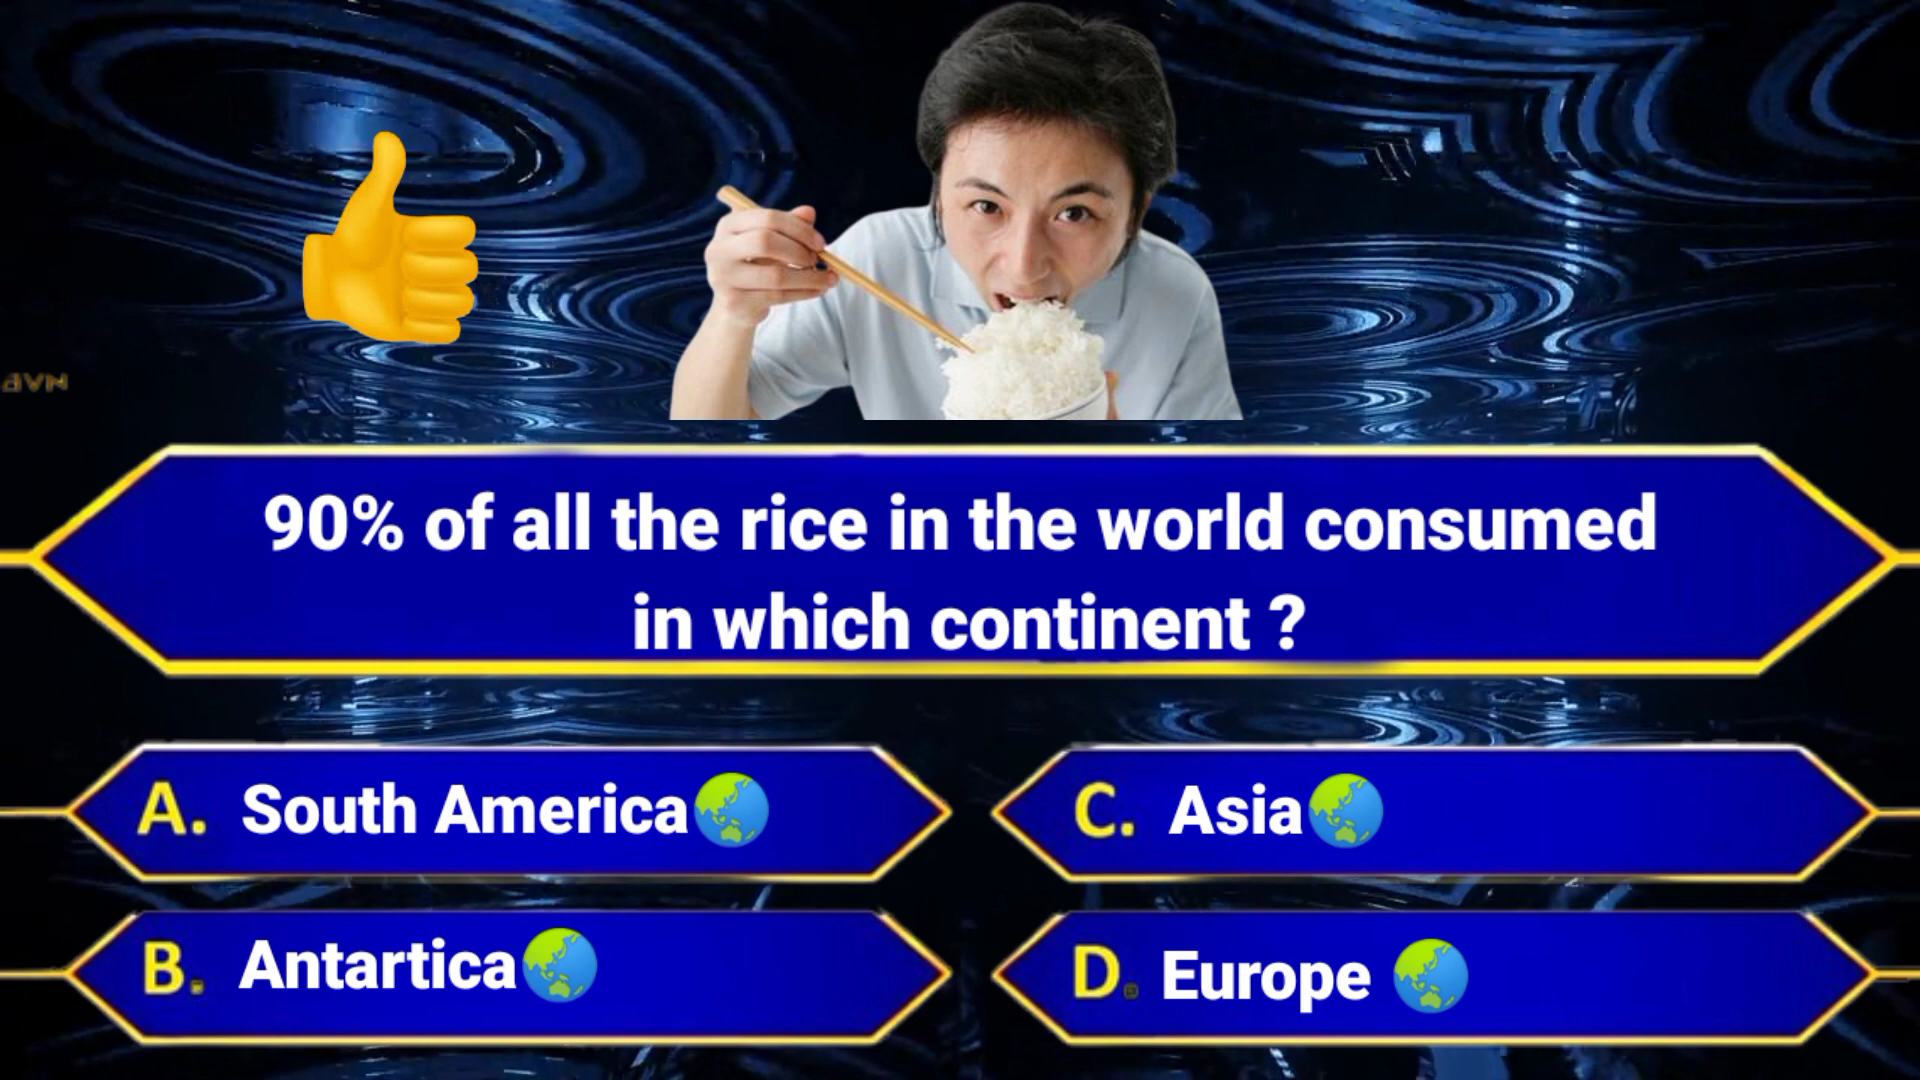 90% of all the rice in the world consumed
in which continent ?
A. South America
C. Asia
B. Antartica
D. Europe